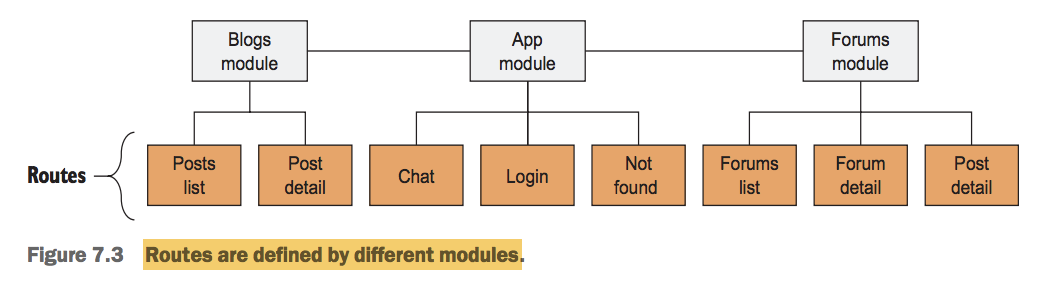 Blogs
module
App
module
Forums
module
Routes
Posts
list
Post
detail
Chat
Login
Not
found
Forums
list
Forum
detail
Post
detail
Figure 7.3 Routes are defined by different modules.